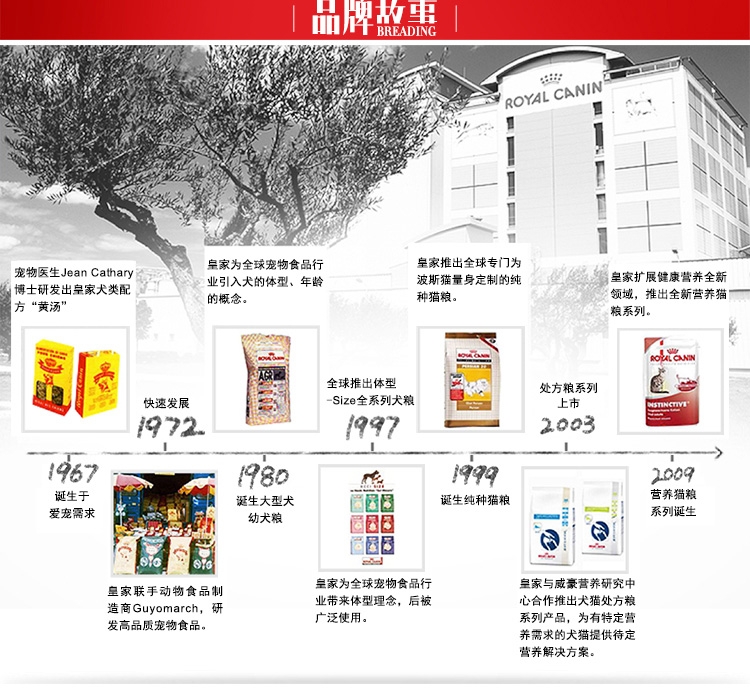 品牌故事
BREADING
ROYAL CANIN
宠物医生Jean Cathary
博士研发出皇家犬类配
方“黄汤”
皇家为全球宠物食品行
业引入犬的体型、年龄
的概念。
皇家推出全球专门为
波斯猫量身定制的纯
种猫粮。
皇家扩展健康营养全新
领域，推出全新营养猫
粮系列。
ROYAL CANIN
AGR
ROYAL CANIN
PERSIAN 30
ROYAL CANIN
INSTINCTIVE
快速发展
1972
全球推出体型
-Size全系列犬粮
1997
处方粮系列
上市
2003
1967
诞生于
爱宠需求
1980
诞生大型犬
幼犬粮
1999
诞生纯种猫粮
2009
营养猫粮
系列诞生
皇家联手动物食品制
造商Guyomarch，研
发高品质宠物食品。
皇家为全球宠物食品行
业带来体型理念，后被
广泛使用。
皇家与威豪营养研究中
心合作推出犬猫处方粮
系列产品，为有特定营
养需求的犬猫提供待定
营养解决方案。